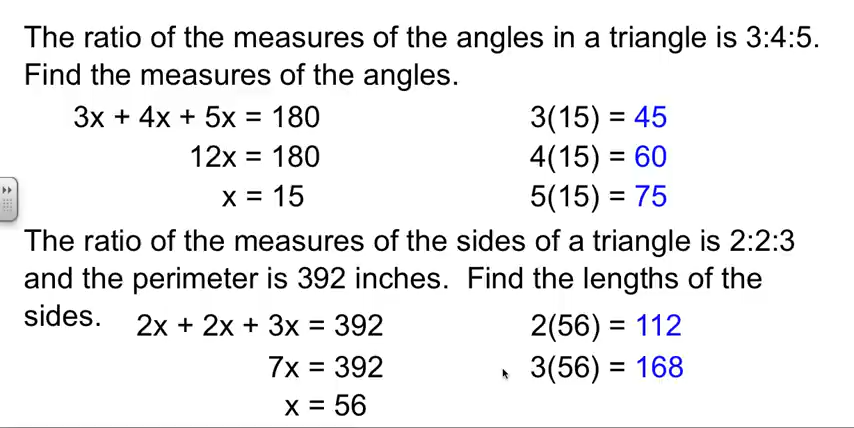 The ratio of the measures of the angles in a triangle is 3:4:5.
Find the measures of the angles.
3x + 4x + 5x = 180
3(15) = 45
12x = 180
4(15) = 60
x = 15
5(15) = 75
The ratio of the measures of the sides of a triangle is 2:2:3
and the perimeter is 392 inches.  Find the lengths of the
sides.
2x + 2x + 3x = 392
2(56) = 112
7x = 392
3(56) = 168
x = 56